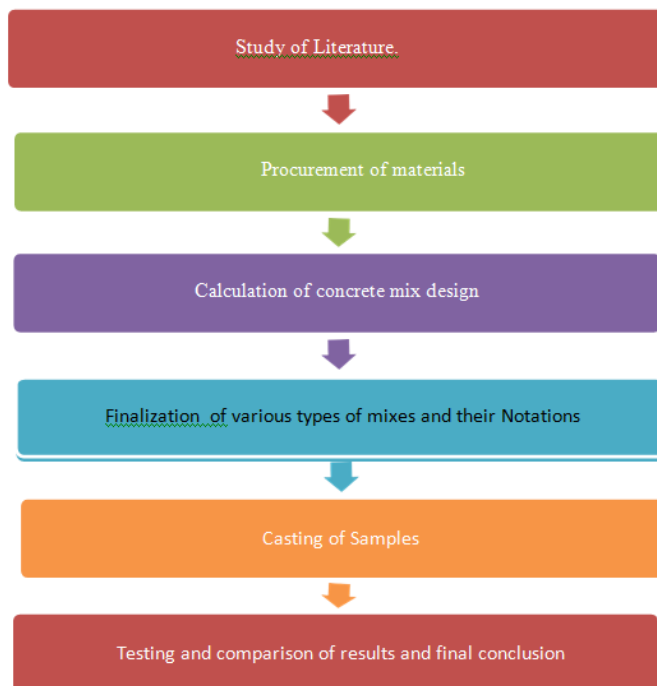 Study of Literature.
Procurement of materials
Calculation of concrete mix design
Finalization of various types of mixes and their Notations
Casting of Samples
Testing and comparison of results and final conclusion